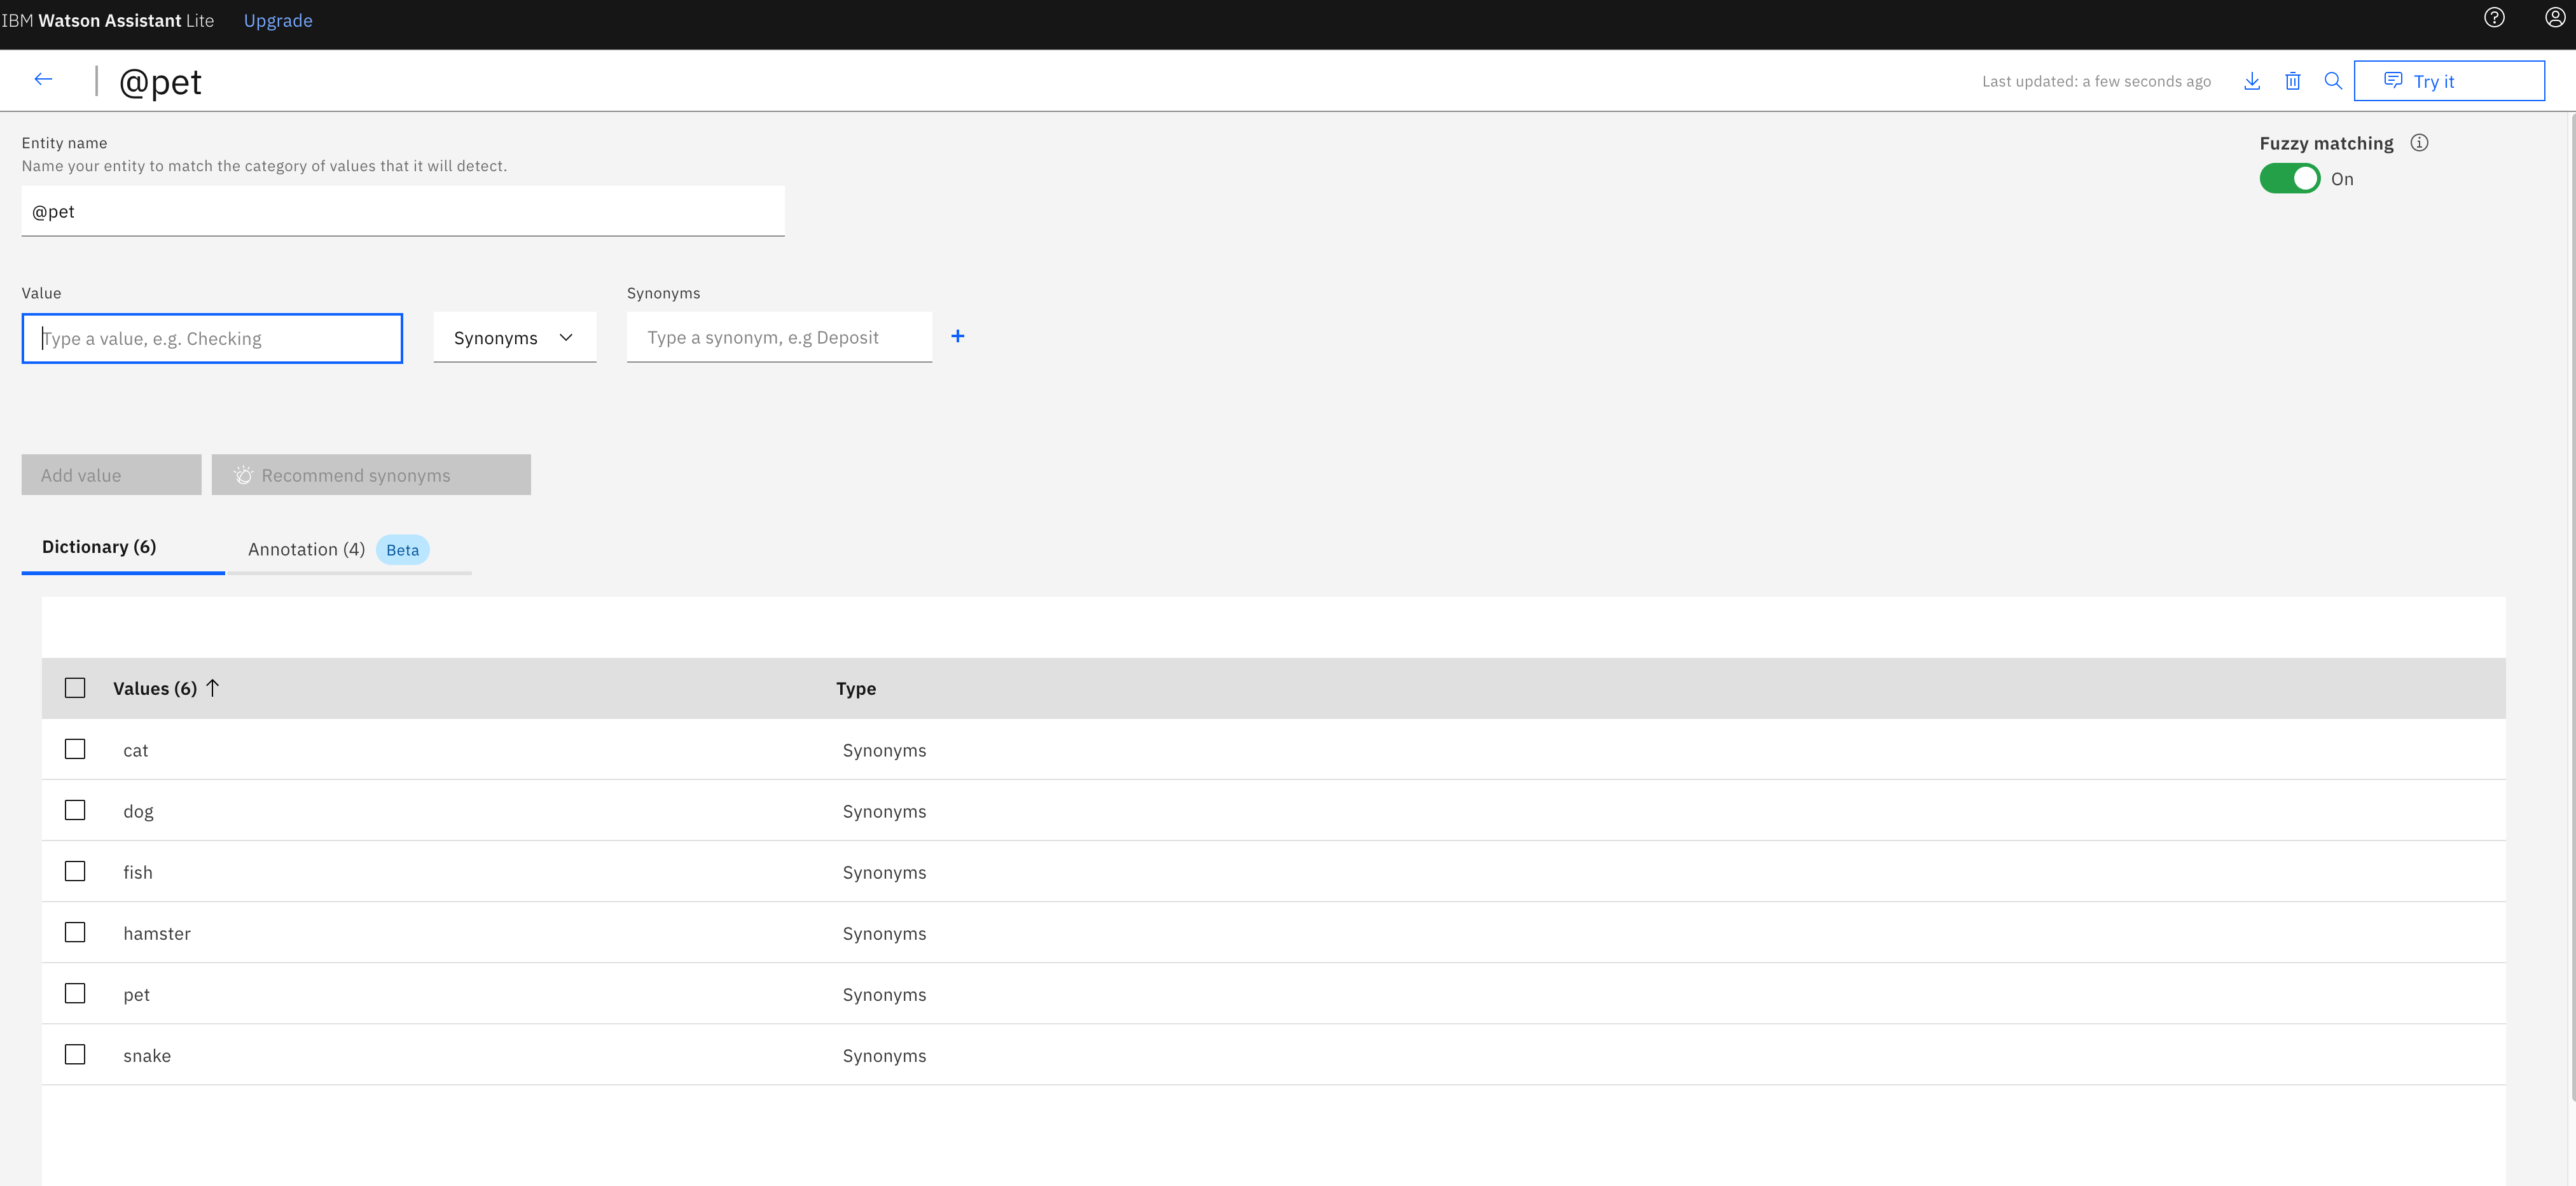 IBM Watson Assistant Lite Upgrade
@pet
Last updated: a few seconds ago
Try it
Entity name
Name your entity to match the category of values that it will detect.
@pet
Fuzzy matching
On
Value
Synonyms
Type a value, e.g. Checking
Synonyms
Type a synonym, e.g Deposit
Add value
Recommend synonyms
Dictionary (6)
Annotation (4) Beta
Values (6) Type
cat Synonyms
dog Synonyms
fish Synonyms
hamster Synonyms
pet Synonyms
snake Synonyms